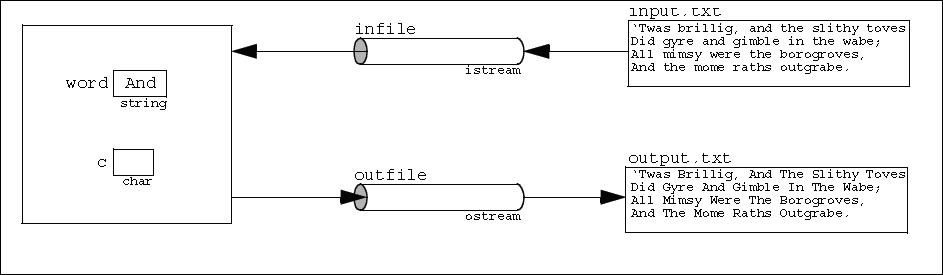 infile
input.txt
`Twas brillig, and the slithy toves
Did gyre and gimble in the wabe;
All mimsy were the borogroves,
And the mome raths outgrabe.
istream
word And
string
c
char
outfile
output.txt
`Twas Brillig, And The Slithy Toves
Did Gyre And Gimble In The Wabe;
All Mimsy Were The Borogroves,
And The Mome Raths Outgrabe.
ostream